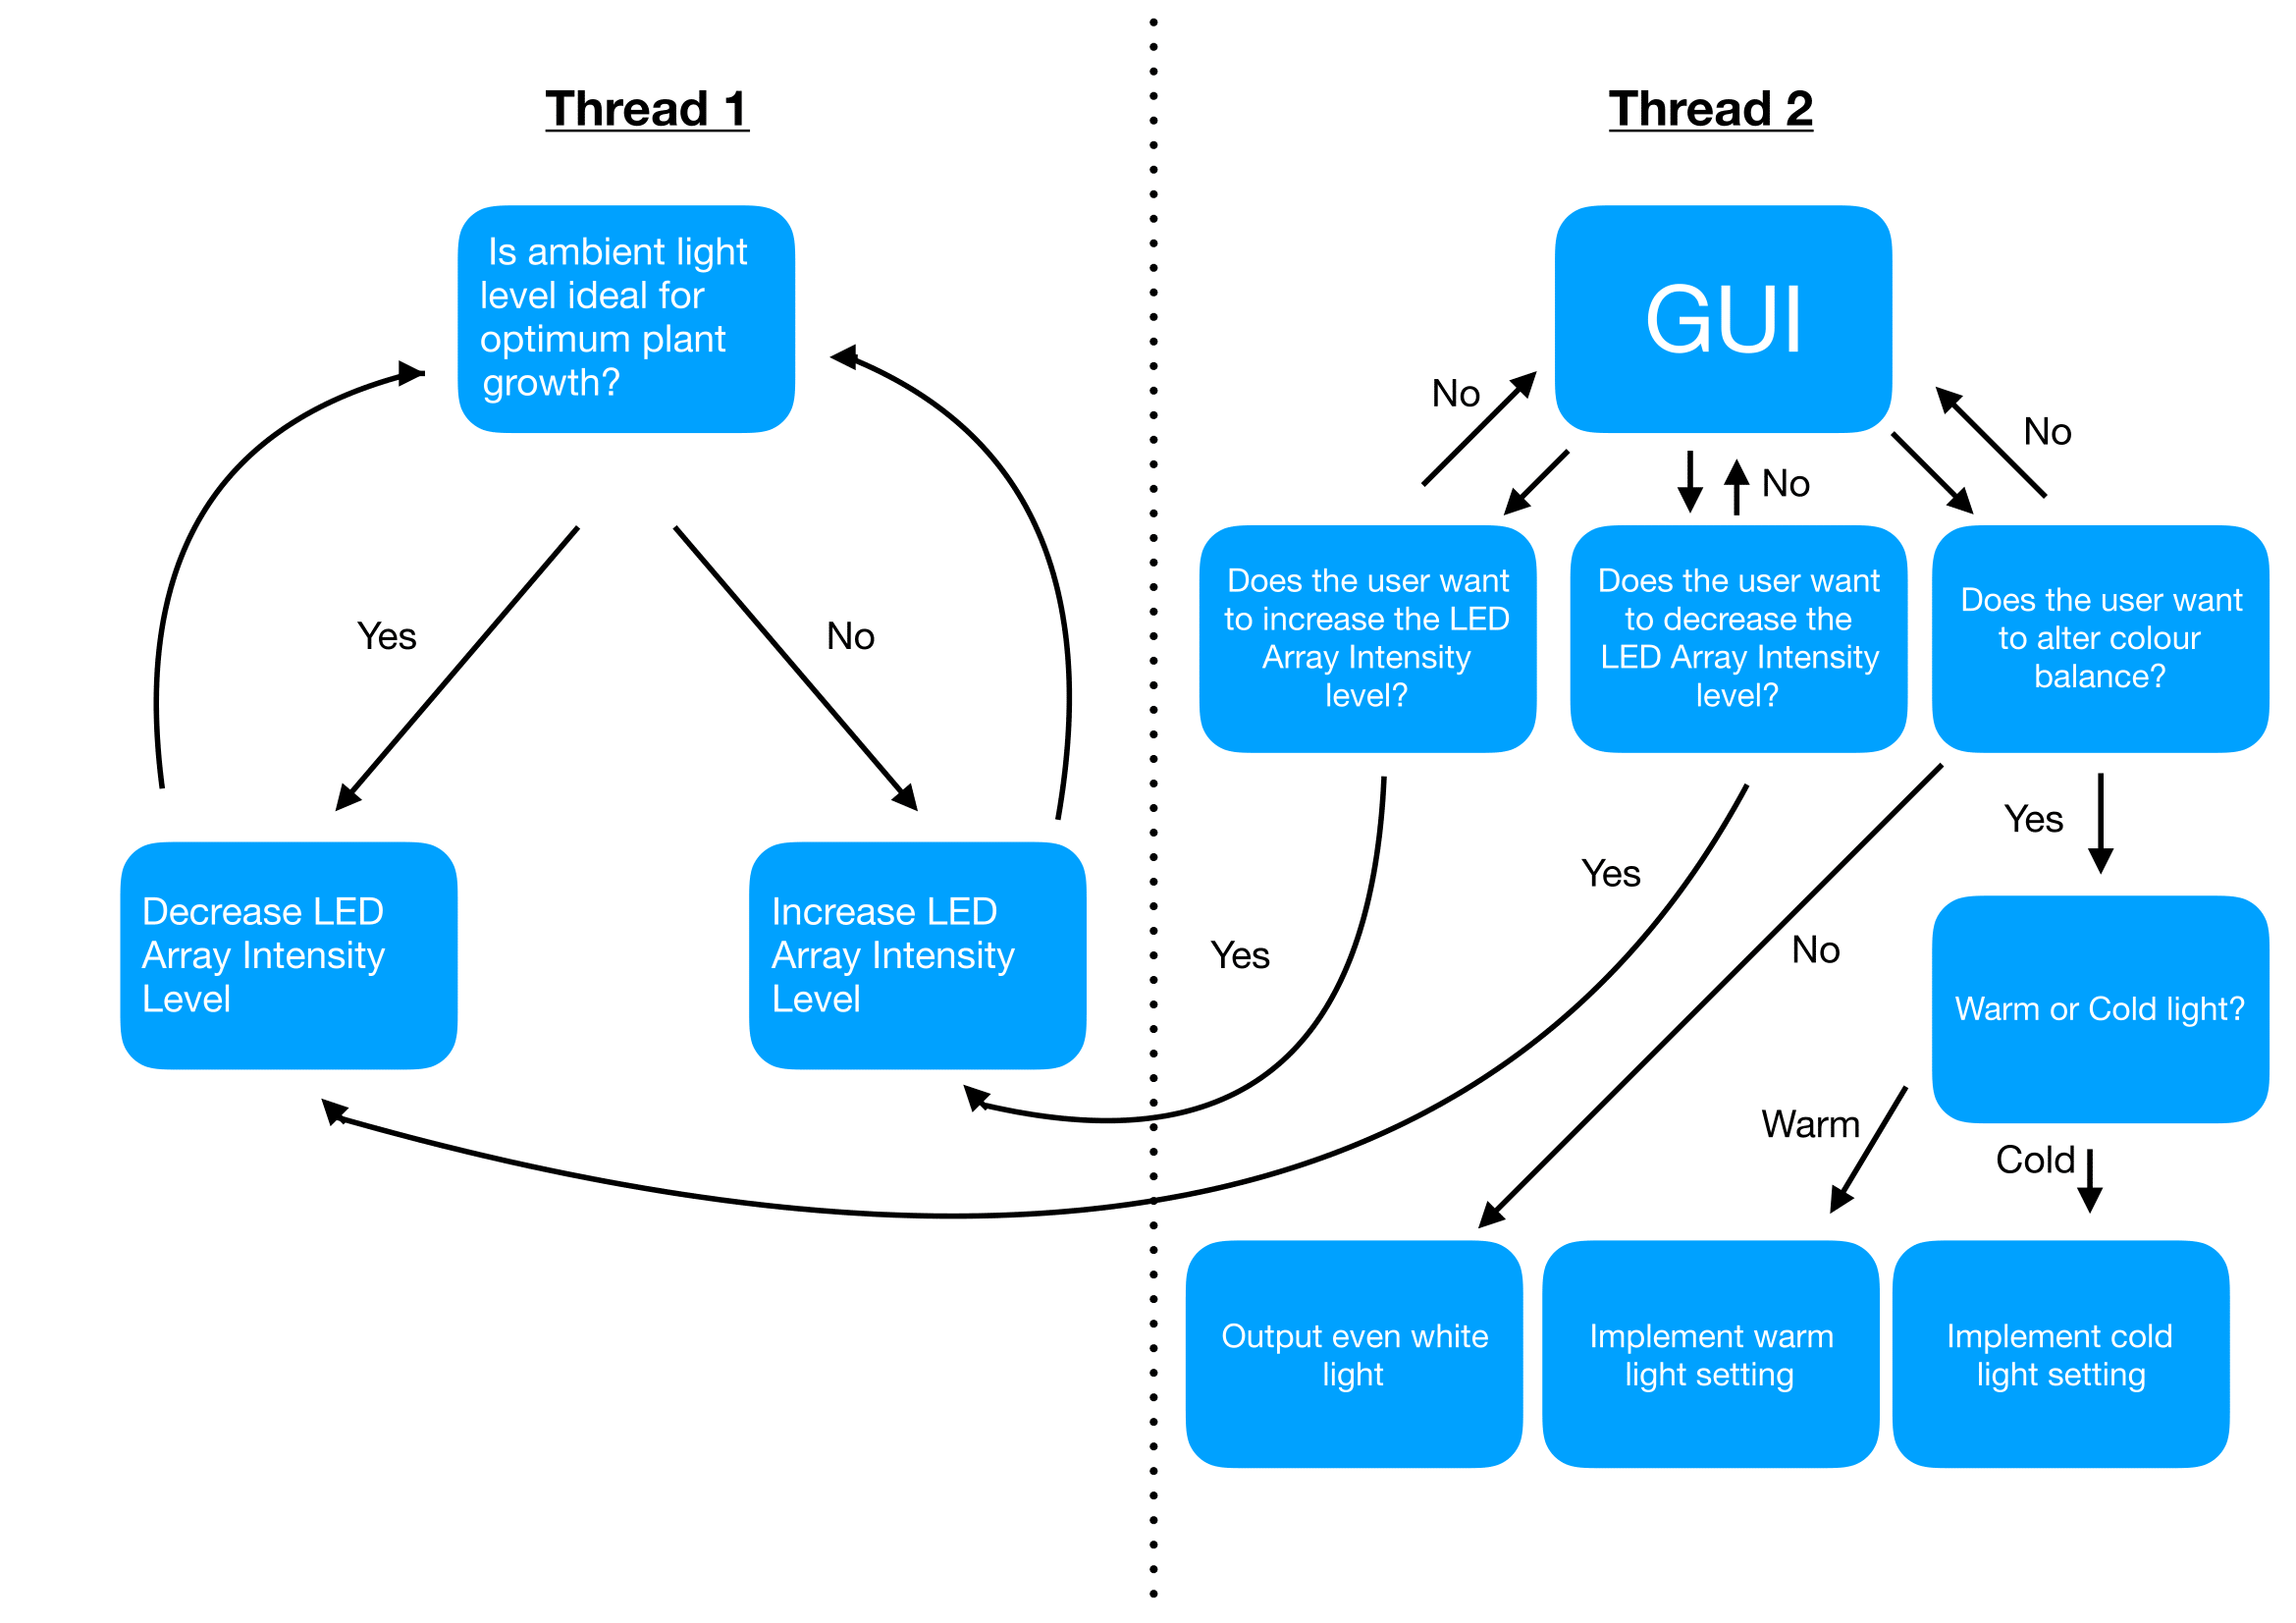 Thread 1
Is ambient light
level ideal for
optimum plant
growth?
Yes
No
Decrease LED
Array Intensity
Level
Increase LED
Array Intensity
Level
Thread 2
GUI
No
No
No
Does the user want
to increase the LED
Array Intensity
level?
Does the user want
to decrease the
LED Array Intensity
level?
Does the user want
to alter colour
balance?
Yes
Yes
No
Yes
Warm or Cold light?
Warm
Cold
Output even white
light
Implement warm
light setting
Implement cold
light setting